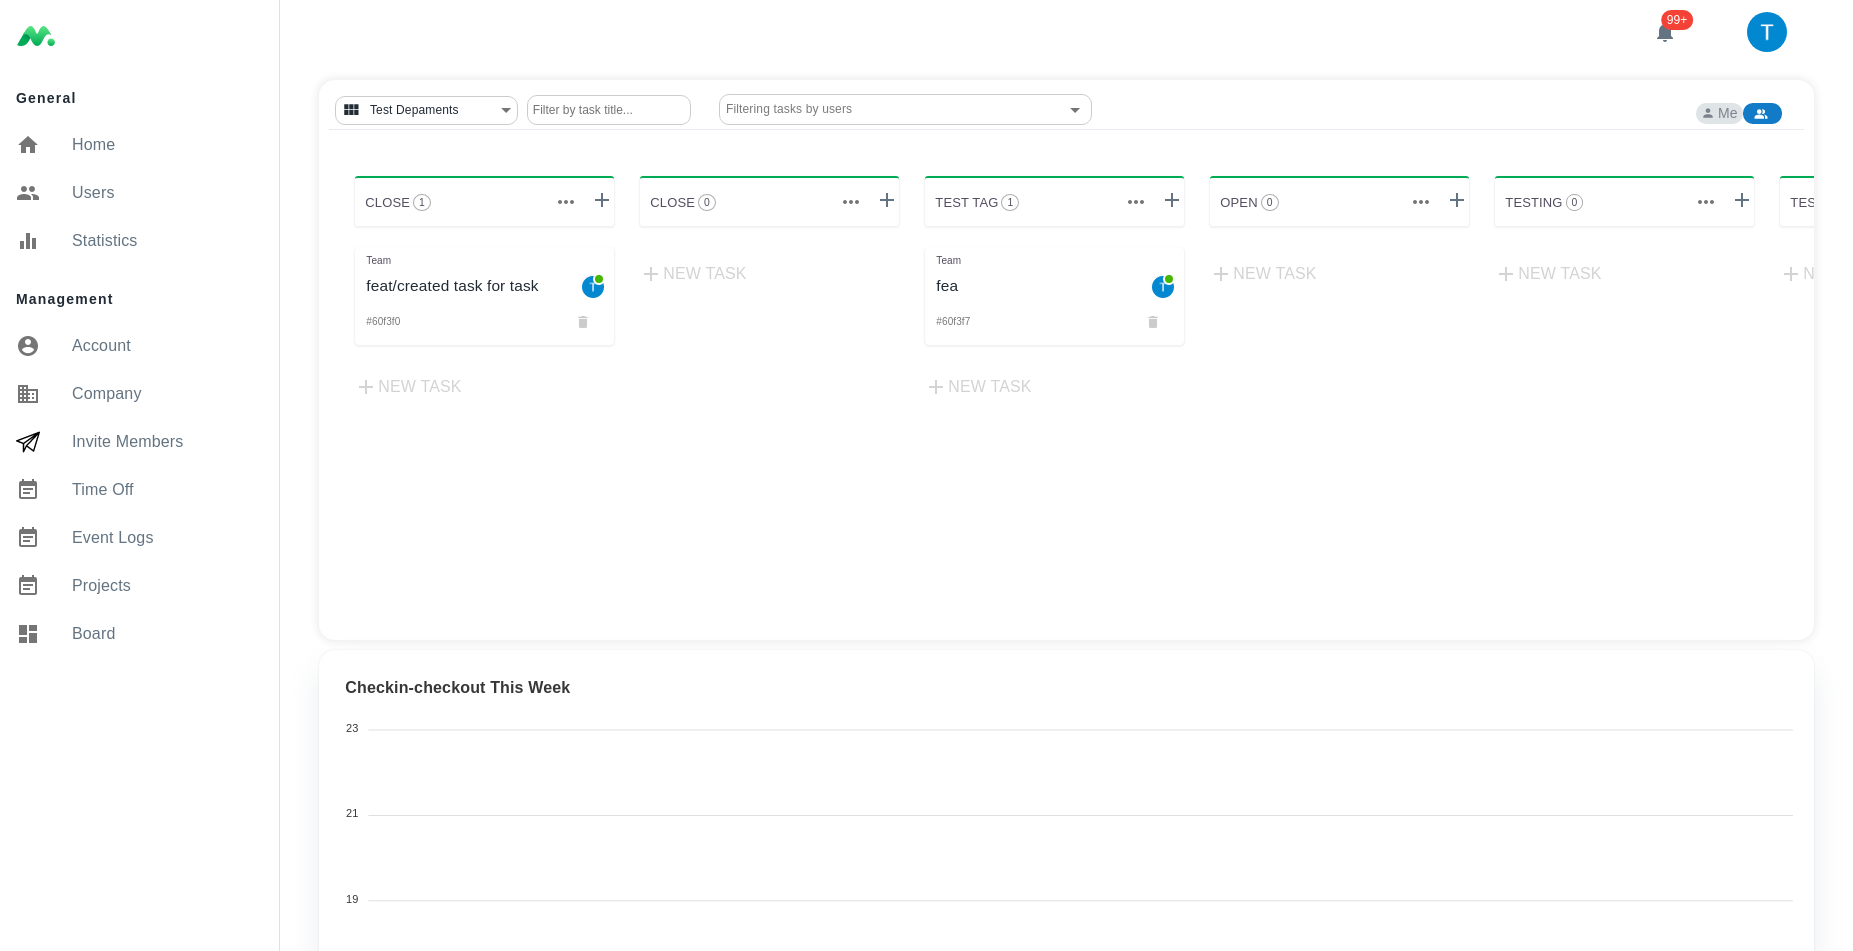 99+
T
General
Home
Users
Statistics
Management
Account
Company
Invite Members
Time Off
Event Logs
Projects
Board
Test Depaments
Filter by task title...
Filtering tasks by users
Me
CLOSE 1
CLOSE 0
TEST TAG 1
OPEN 0
TESTING 0
TES
Team
feat/created task for task
T
#60f3f0
NEW TASK
NEW TASK
Team
fea
T
#60f3f7
NEW TASK
NEW TASK
NEW TASK
N
Checkin-checkout This Week
23
21
19